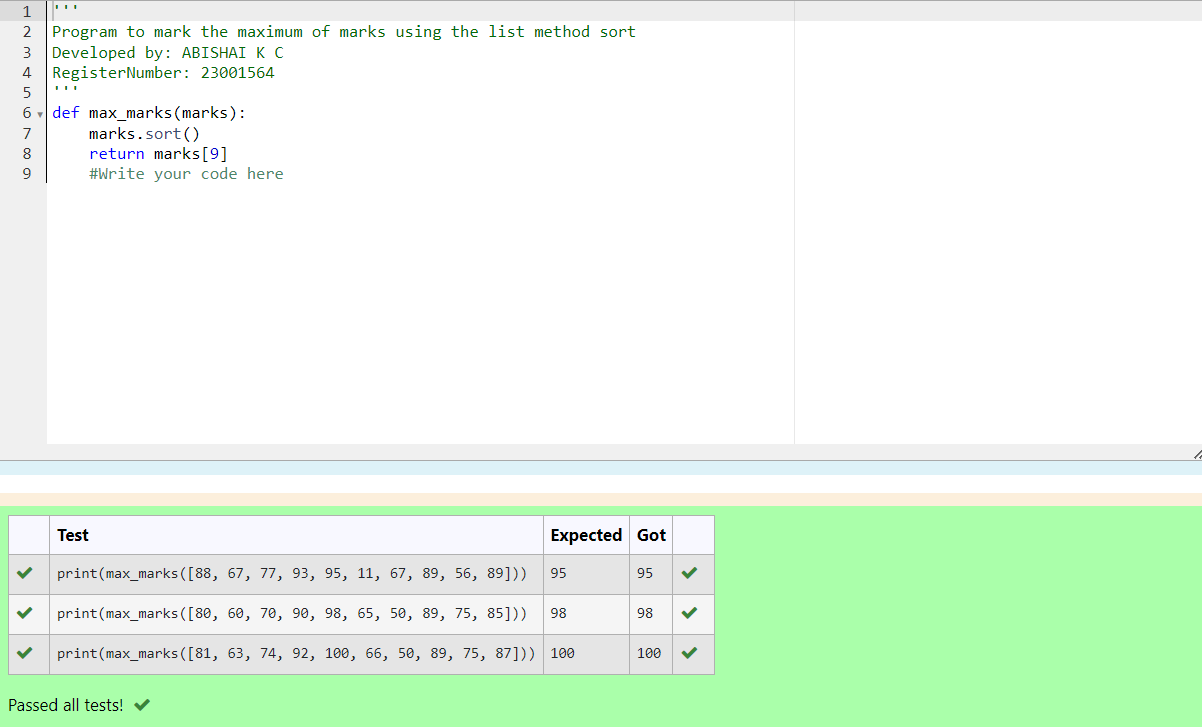 1 '''
2 Program to mark the maximum of marks using the list method sort
3 Developed by: ABISHAI K C
4 RegisterNumber: 23001564
5 '''
6 def max_marks(marks):
7     marks.sort()
8     return marks[9]
9     #Write your code here
Test Expected Got
print(max_marks([88, 67, 77, 93, 95, 11, 67, 89, 56, 89])) 95 95
print(max_marks([80, 60, 70, 90, 98, 65, 50, 89, 75, 85])) 98 98
print(max_marks([81, 63, 74, 92, 100, 66, 50, 89, 75, 87])) 100 100
Passed all tests!